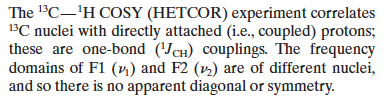 The ¹³C—¹H COSY (HETCOR) experiment correlates
¹³C nuclei with directly attached (i.e., coupled) protons;
these are one-bond (¹J_CH) couplings. The frequency
domains of F1 (ν₁) and F2 (ν₂) are of different nuclei,
and so there is no apparent diagonal or symmetry.